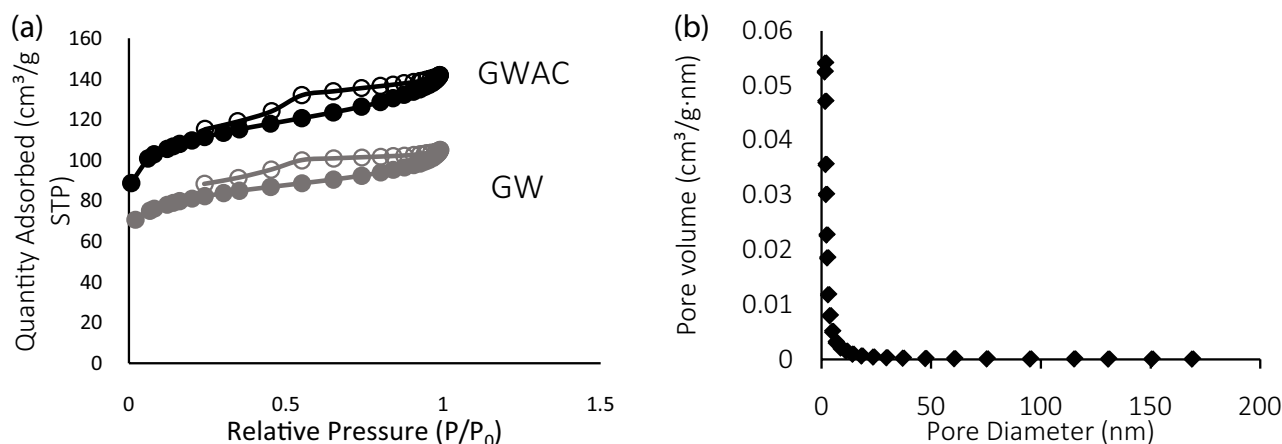 (a)
Quantity Adsorbed (cm³/g
STP)
160
140
120
100
80
60
40
20
0
GWAC
GW
0
0.5
1
1.5
Relative Pressure (P/P₀)
(b)
Pore volume (cm³/g·nm)
0.06
0.05
0.04
0.03
0.02
0.01
0
0
50
100
150
200
Pore Diameter (nm)